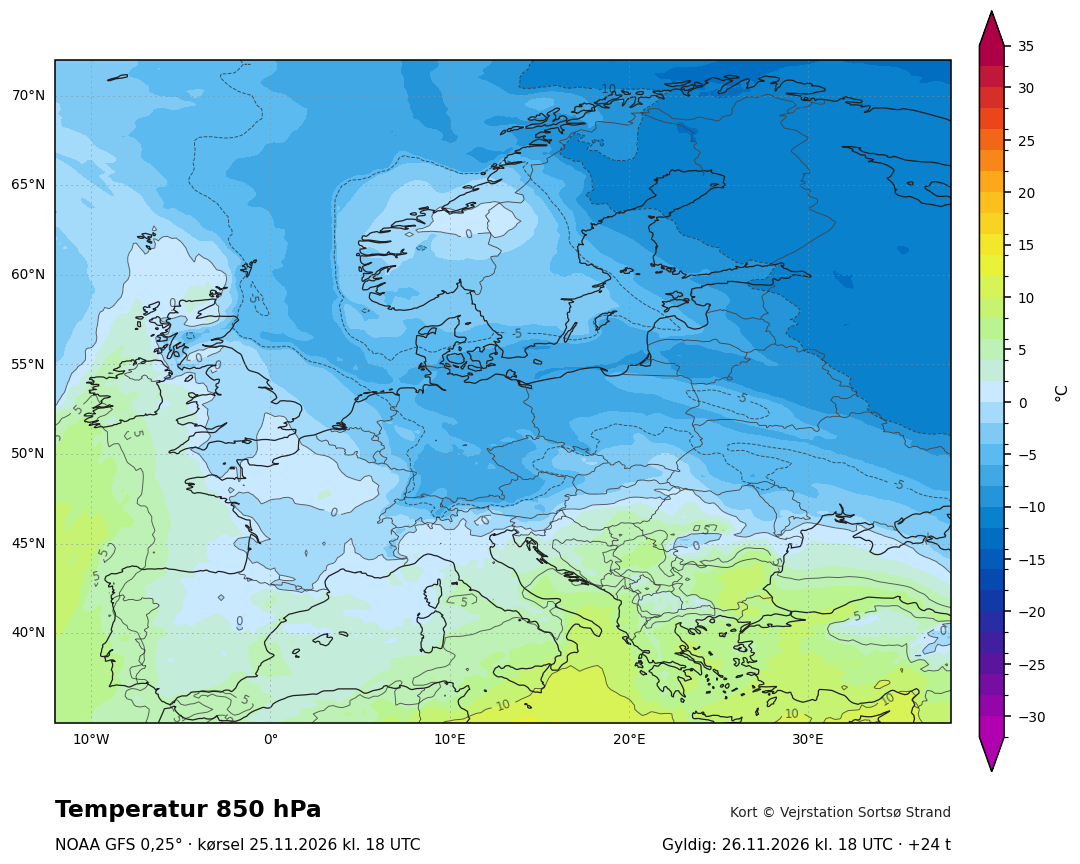 70°N
65°N
60°N
55°N
50°N
45°N
40°N
10°W
0°
10°E
20°E
30°E
35
30
25
20
15
10
5
0
−5
−10
−15
−20
−25
−30
°C
Temperatur 850 hPa
Kort © Vejrstation Sortsø Strand
NOAA GFS 0,25° · kørsel 25.11.2026 kl. 18 UTC
Gyldig: 26.11.2026 kl. 18 UTC · +24 t